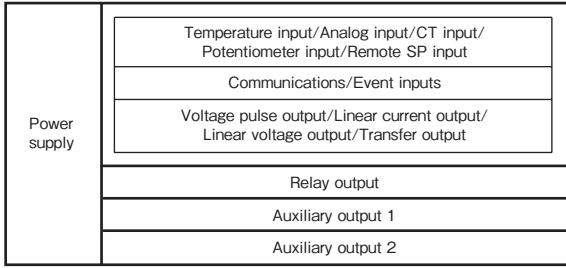 Power
supply
Temperature input/Analog input/CT input/
Potentiometer input/Remote SP input
Communications/Event inputs
Voltage pulse output/Linear current output/
Linear voltage output/Transfer output
Relay output
Auxiliary output 1
Auxiliary output 2